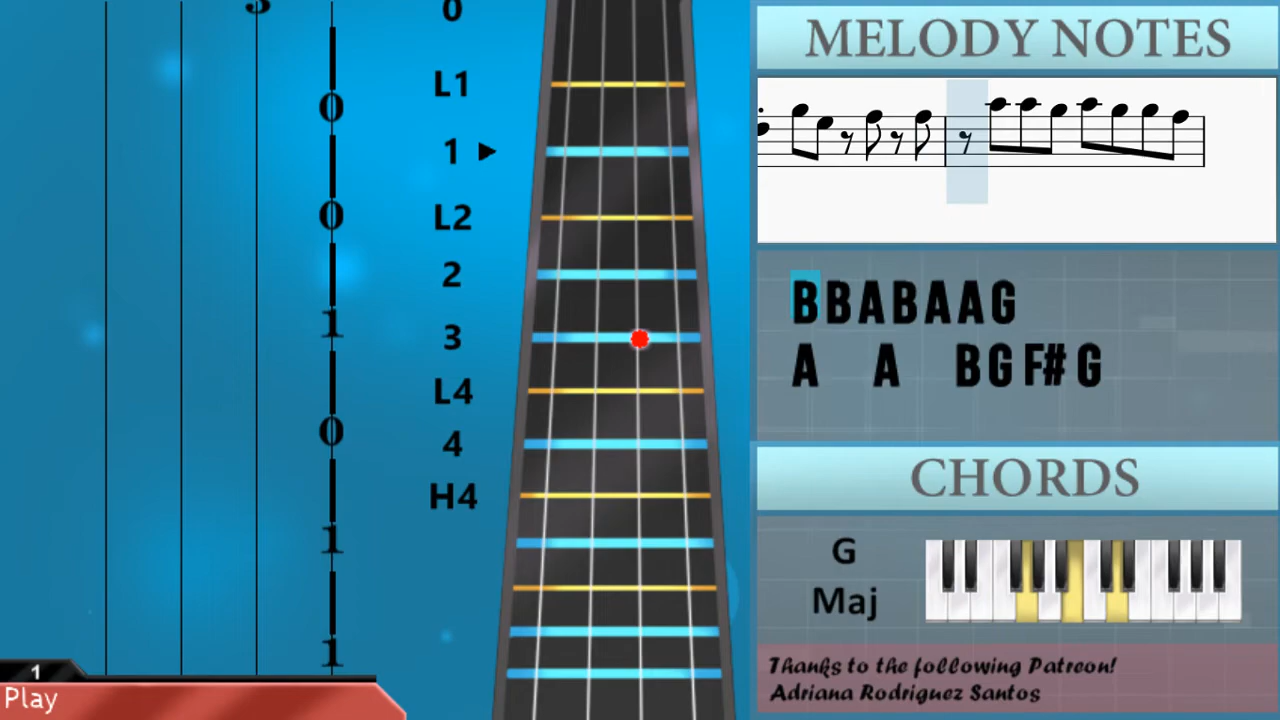 3
0
0
1
0
1
1
0
L1
1
L2
2
3
L4
4
H4
1
Play
MELODY NOTES
BBABAAG
A A BGF# G
CHORDS
G
Maj
Thanks to the following Patreon!
Adriana Rodriguez Santos